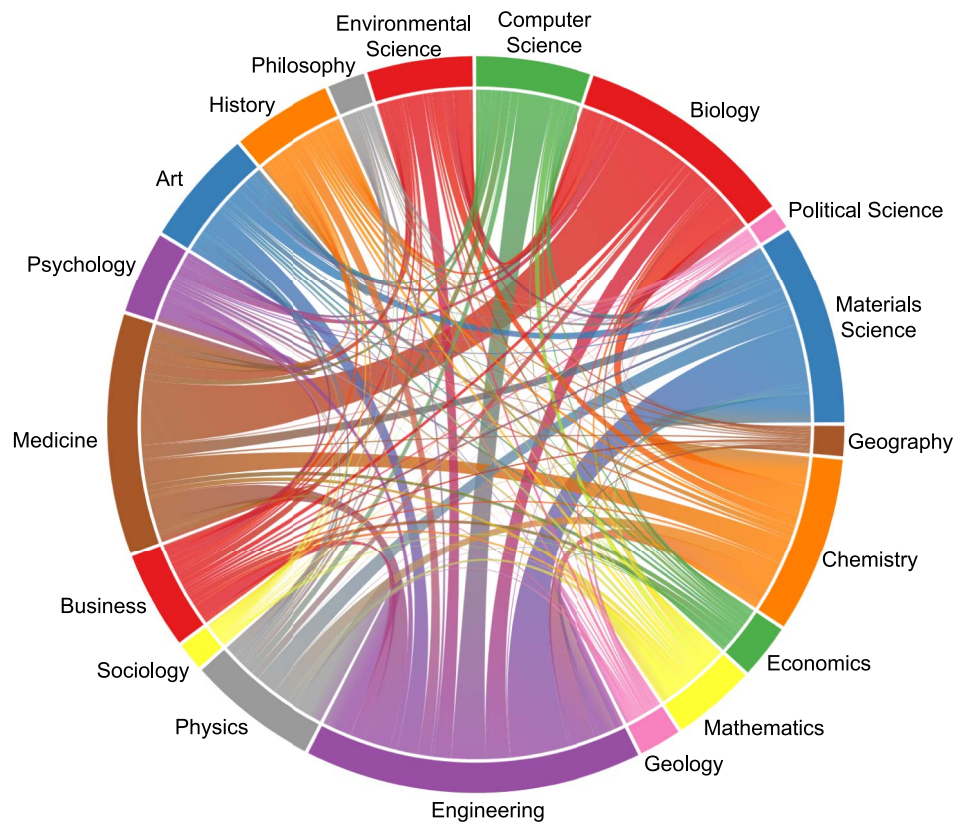 Environmental
Science
Computer
Science
Philosophy
History
Biology
Art
Political Science
Psychology
Materials
Science
Medicine
Geography
Chemistry
Business
Sociology
Economics
Physics
Mathematics
Geology
Engineering